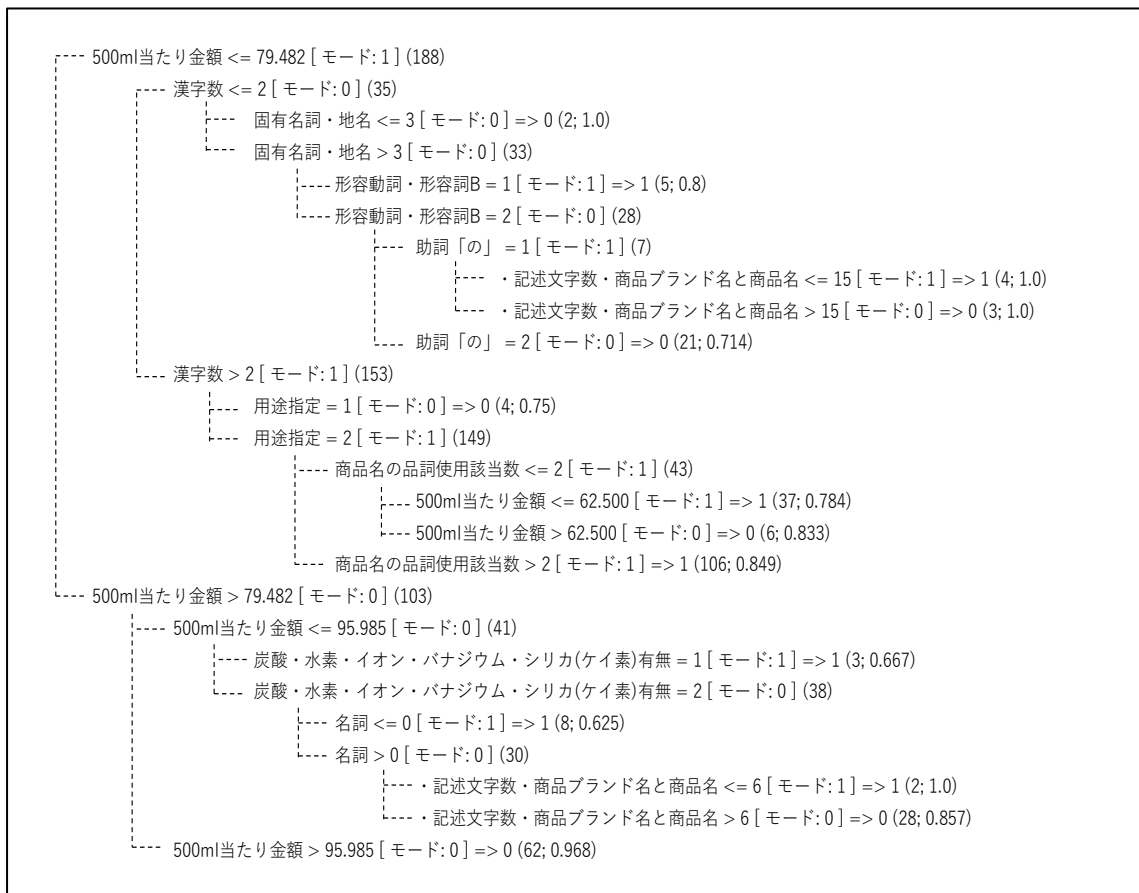 500ml当たり金額 <= 79.482 [ モード: 1 ] (188)
漢字数 <= 2 [ モード: 0 ] (35)
固有名詞・地名 <= 3 [ モード: 0 ] => 0 (2; 1.0)
固有名詞・地名 > 3 [ モード: 0 ] (33)
形容動詞・形容詞B = 1 [ モード: 1 ] => 1 (5; 0.8)
形容動詞・形容詞B = 2 [ モード: 0 ] (28)
助詞「の」 = 1 [ モード: 1 ] (7)
・記述文字数・商品ブランド名と商品名 <= 15 [ モード: 1 ] => 1 (4; 1.0)
・記述文字数・商品ブランド名と商品名 > 15 [ モード: 0 ] => 0 (3; 1.0)
助詞「の」 = 2 [ モード: 0 ] => 0 (21; 0.714)
漢字数 > 2 [ モード: 1 ] (153)
用途指定 = 1 [ モード: 0 ] => 0 (4; 0.75)
用途指定 = 2 [ モード: 1 ] (149)
商品名の品詞使用該当数 <= 2 [ モード: 1 ] (43)
500ml当たり金額 <= 62.500 [ モード: 1 ] => 1 (37; 0.784)
500ml当たり金額 > 62.500 [ モード: 0 ] => 0 (6; 0.833)
商品名の品詞使用該当数 > 2 [ モード: 1 ] => 1 (106; 0.849)
500ml当たり金額 > 79.482 [ モード: 0 ] (103)
500ml当たり金額 <= 95.985 [ モード: 0 ] (41)
炭酸・水素・イオン・バナジウム・シリカ(ケイ素)有無 = 1 [ モード: 1 ] => 1 (3; 0.667)
炭酸・水素・イオン・バナジウム・シリカ(ケイ素)有無 = 2 [ モード: 0 ] (38)
名詞 <= 0 [ モード: 1 ] => 1 (8; 0.625)
名詞 > 0 [ モード: 0 ] (30)
・記述文字数・商品ブランド名と商品名 <= 6 [ モード: 1 ] => 1 (2; 1.0)
・記述文字数・商品ブランド名と商品名 > 6 [ モード: 0 ] => 0 (28; 0.857)
500ml当たり金額 > 95.985 [ モード: 0 ] => 0 (62; 0.968)